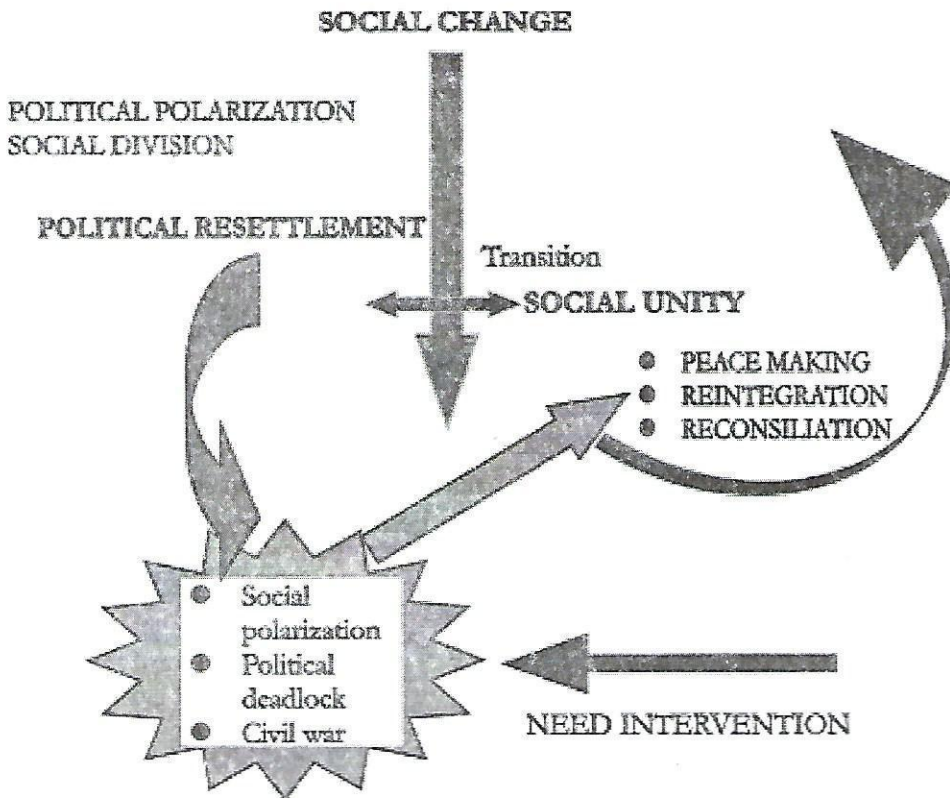 SOCIAL CHANGE
POLITICAL POLARIZATION
SOCIAL DIVISION
POLITICAL RESETTLEMENT
Transition
SOCIAL UNITY
● PEACE MAKING
● REINTEGRATION
● RECONSILIATION
● Social
polarization
● Political
deadlock
● Civil war
NEED INTERVENTION